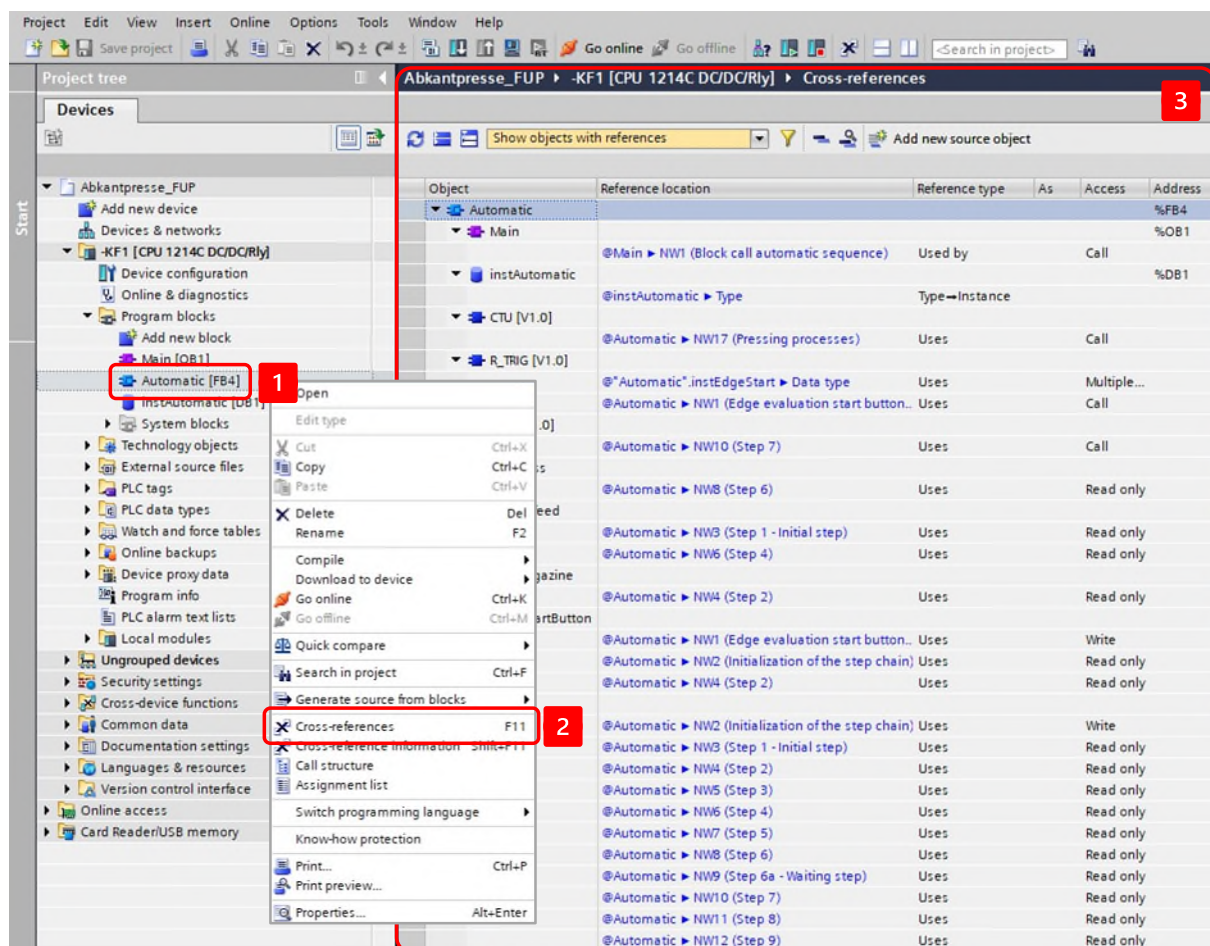 Project Edit View Insert Online Options Tools Window Help
Save project Go online Go offline <Search in project>
Project tree
Abkantpresse_FUP ▸ -KF1 [CPU 1214C DC/DC/Rly] ▸ Cross-references
3
Devices
Show objects with references Add new source object
Start
Abkantpresse_FUP
Add new device
Devices & networks
-KF1 [CPU 1214C DC/DC/Rly]
Device configuration
Online & diagnostics
Program blocks
Add new block
Main [OB1]
Automatic [FB4]
1
instAutomatic [DB1]
System blocks
Technology objects
External source files
PLC tags
PLC data types
Watch and force tables
Online backups
Device proxy data
Program info
PLC alarm text lists
Local modules
Ungrouped devices
Security settings
Cross-device functions
Common data
Documentation settings
Languages & resources
Version control interface
Online access
Card Reader/USB memory
Open
Edit type
Cut Ctrl+X
Copy Ctrl+C
Paste Ctrl+V
Delete Del
Rename F2
Compile
Download to device
Go online Ctrl+K
Go offline Ctrl+M
Quick compare
Search in project Ctrl+F
Generate source from blocks
Cross-references F11
2
Cross-reference information Shift+F11
Call structure
Assignment list
Switch programming language
Know-how protection
Print... Ctrl+P
Print preview...
Properties... Alt+Enter
Object Reference location Reference type As Access Address
Automatic %FB4
Main %OB1
@Main ▸ NW1 (Block call automatic sequence) Used by Call
instAutomatic %DB1
@instAutomatic ▸ Type Type→Instance
CTU [V1.0]
@Automatic ▸ NW17 (Pressing processes) Uses Call
R_TRIG [V1.0]
@"Automatic".instEdgeStart ▸ Data type Uses Multiple...
@Automatic ▸ NW1 (Edge evaluation start button.. Uses Call
.0]
@Automatic ▸ NW10 (Step 7) Uses Call
ss
@Automatic ▸ NW8 (Step 6) Uses Read only
eed
@Automatic ▸ NW3 (Step 1 - Initial step) Uses Read only
@Automatic ▸ NW6 (Step 4) Uses Read only
gazine
@Automatic ▸ NW4 (Step 2) Uses Read only
artButton
@Automatic ▸ NW1 (Edge evaluation start button.. Uses Write
@Automatic ▸ NW2 (Initialization of the step chain) Uses Read only
@Automatic ▸ NW4 (Step 2) Uses Read only
@Automatic ▸ NW2 (Initialization of the step chain) Uses Write
@Automatic ▸ NW3 (Step 1 - Initial step) Uses Read only
@Automatic ▸ NW4 (Step 2) Uses Read only
@Automatic ▸ NW5 (Step 3) Uses Read only
@Automatic ▸ NW6 (Step 4) Uses Read only
@Automatic ▸ NW7 (Step 5) Uses Read only
@Automatic ▸ NW8 (Step 6) Uses Read only
@Automatic ▸ NW9 (Step 6a - Waiting step) Uses Read only
@Automatic ▸ NW10 (Step 7) Uses Read only
@Automatic ▸ NW11 (Step 8) Uses Read only
@Automatic ▸ NW12 (Step 9) Uses Read only